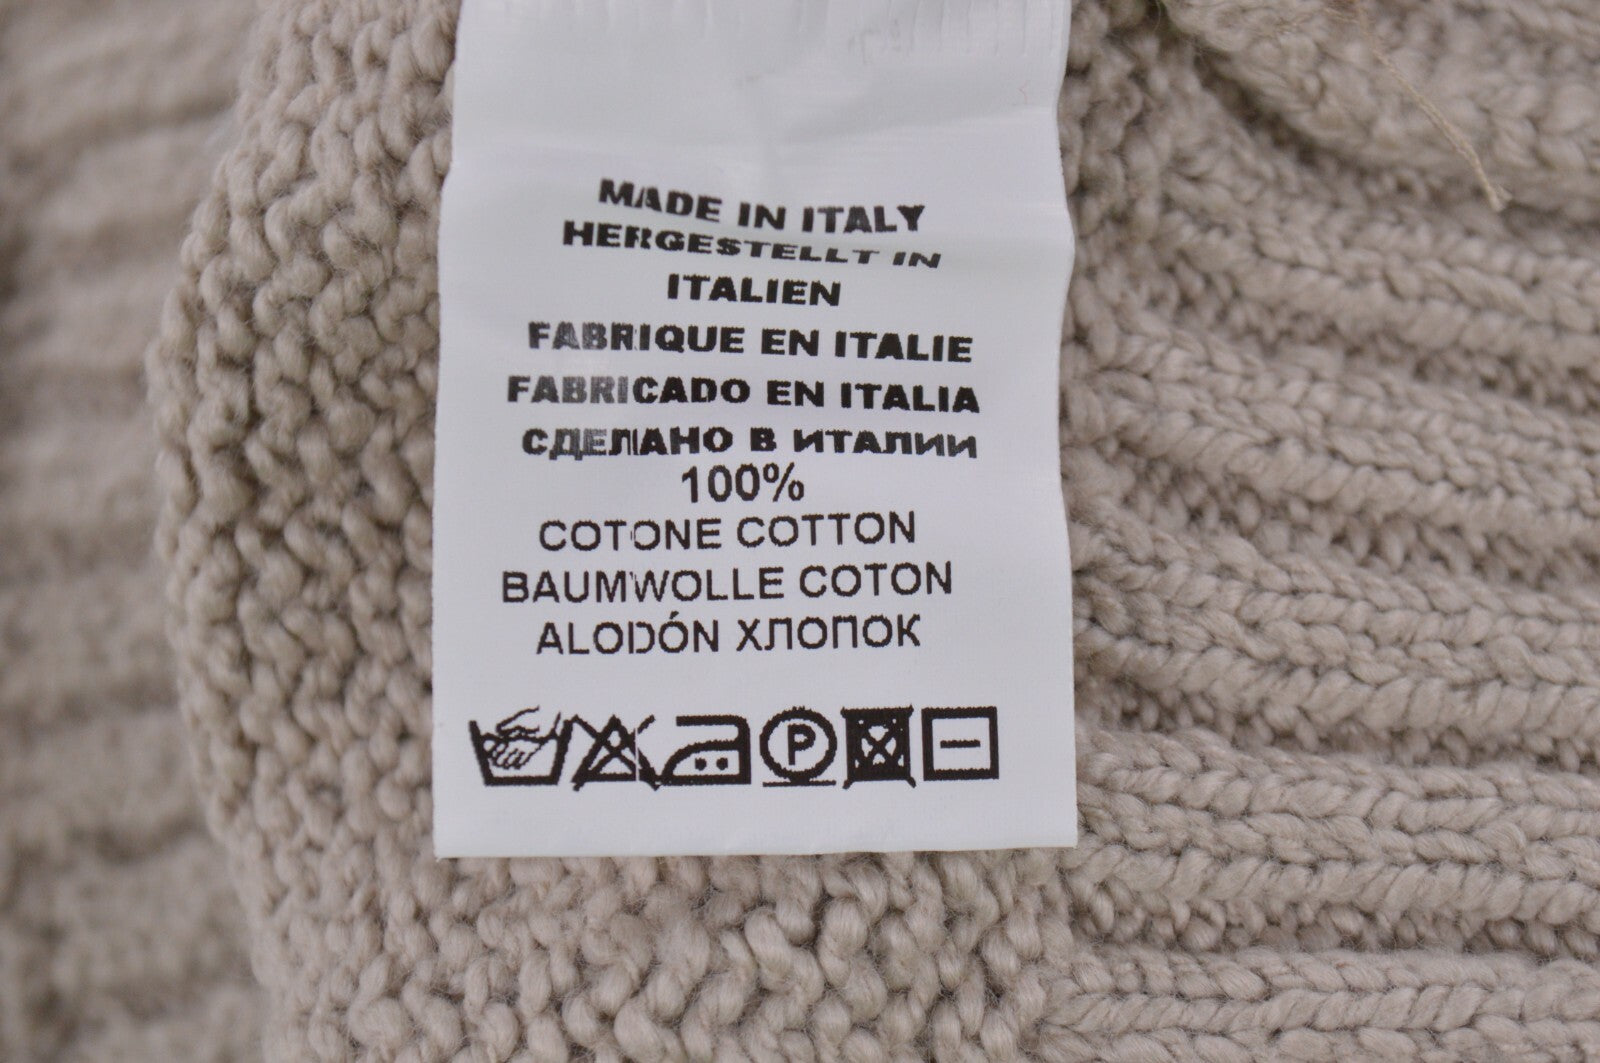 MADE IN ITALY
HERGESTELLT IN
ITALIEN
FABRIQUE EN ITALIE
FABRICADO EN ITALIA
СДЕЛАНО В ИТАЛИИ
100%
COTONE COTTON
BAUMWOLLE COTON
ALODÓN ХЛОПОК
P